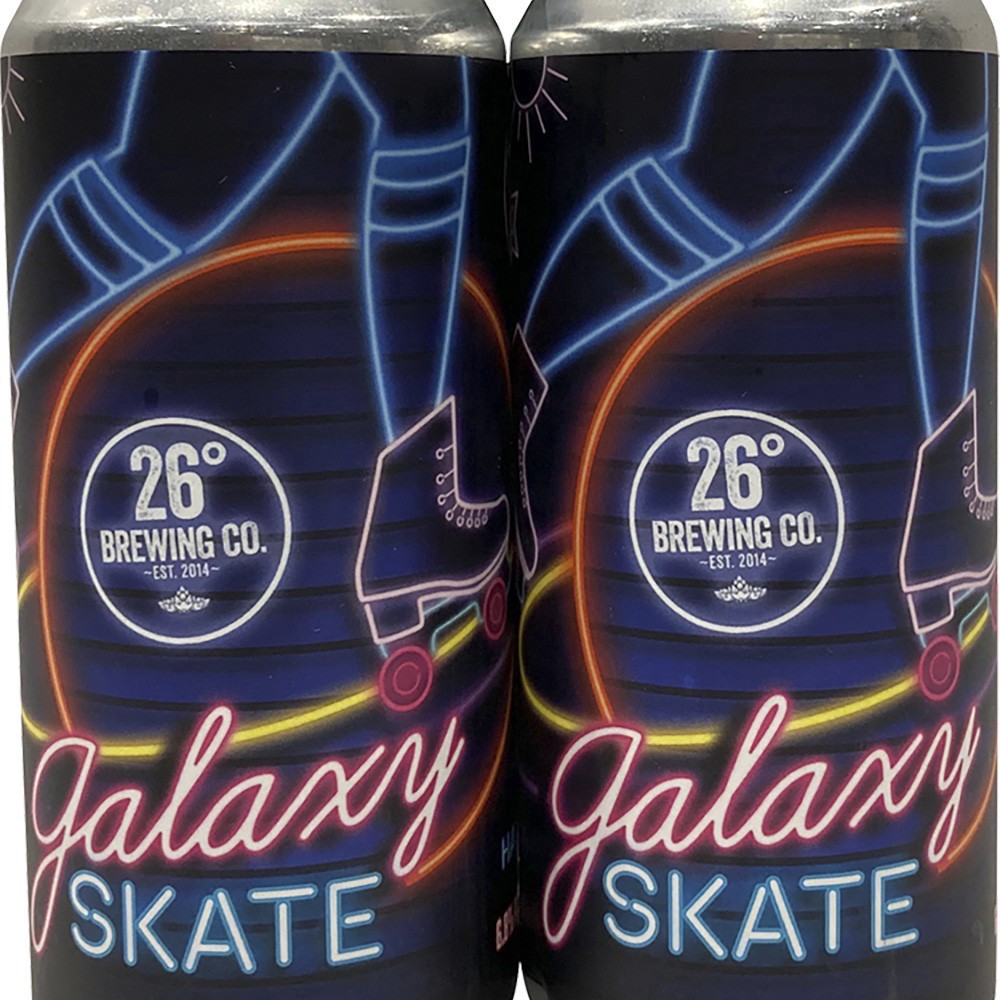 26°
BREWING CO.
~EST. 2014~
galaxy
SKATE
26°
BREWING CO.
~EST. 2014~
galaxy
SKATE